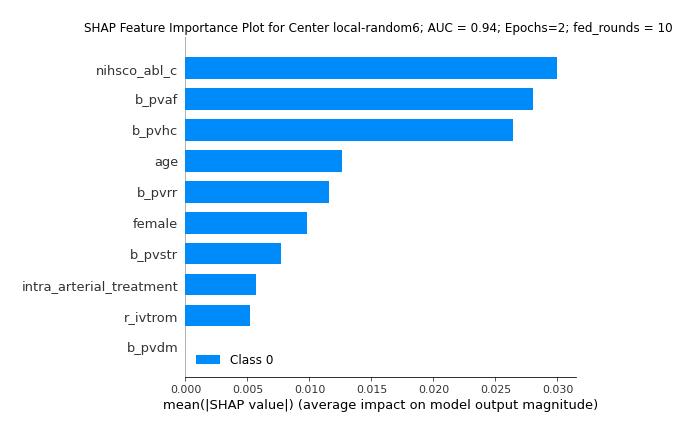 SHAP Feature Importance Plot for Center local-random6; AUC = 0.94; Epochs=2; fed_rounds = 10
nihsco_abl_c
b_pvaf
b_pvhc
age
b_pvrr
female
b_pvstr
intra_arterial_treatment
r_ivtrom
b_pvdm
Class 0
0.000 0.005 0.010 0.015 0.020 0.025 0.030
mean(|SHAP value|) (average impact on model output magnitude)